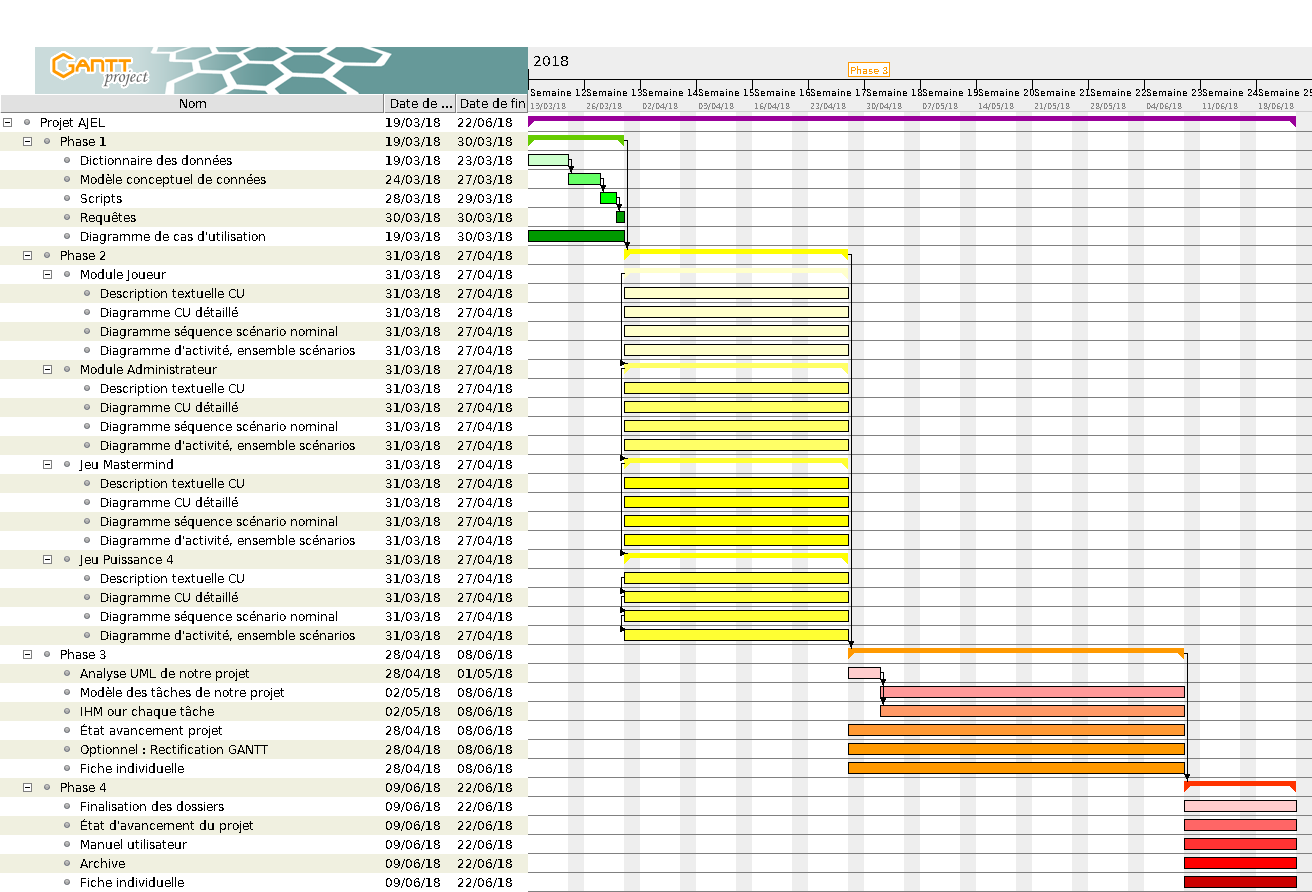 GANTT
project
2018
Phase 3
Semaine 12 Semaine 13 Semaine 14 Semaine 15 Semaine 16 Semaine 17 Semaine 18 Semaine 19 Semaine 20 Semaine 21 Semaine 22 Semaine 23 Semaine 24 Semaine 25
19/03/18 26/03/18 02/04/18 09/04/18 16/04/18 23/04/18 30/04/18 07/05/18 14/05/18 21/05/18 28/05/18 04/06/18 11/06/18 18/06/18
Nom Date de ... Date de fin
Projet AJEL 19/03/18 22/06/18
Phase 1 19/03/18 30/03/18
Dictionnaire des données 19/03/18 23/03/18
Modèle conceptuel de connées 24/03/18 27/03/18
Scripts 28/03/18 29/03/18
Requêtes 30/03/18 30/03/18
Diagramme de cas d'utilisation 19/03/18 30/03/18
Phase 2 31/03/18 27/04/18
Module Joueur 31/03/18 27/04/18
Description textuelle CU 31/03/18 27/04/18
Diagramme CU détaillé 31/03/18 27/04/18
Diagramme séquence scénario nominal 31/03/18 27/04/18
Diagramme d'activité, ensemble scénarios 31/03/18 27/04/18
Module Administrateur 31/03/18 27/04/18
Description textuelle CU 31/03/18 27/04/18
Diagramme CU détaillé 31/03/18 27/04/18
Diagramme séquence scénario nominal 31/03/18 27/04/18
Diagramme d'activité, ensemble scénarios 31/03/18 27/04/18
Jeu Mastermind 31/03/18 27/04/18
Description textuelle CU 31/03/18 27/04/18
Diagramme CU détaillé 31/03/18 27/04/18
Diagramme séquence scénario nominal 31/03/18 27/04/18
Diagramme d'activité, ensemble scénarios 31/03/18 27/04/18
Jeu Puissance 4 31/03/18 27/04/18
Description textuelle CU 31/03/18 27/04/18
Diagramme CU détaillé 31/03/18 27/04/18
Diagramme séquence scénario nominal 31/03/18 27/04/18
Diagramme d'activité, ensemble scénarios 31/03/18 27/04/18
Phase 3 28/04/18 08/06/18
Analyse UML de notre projet 28/04/18 01/05/18
Modèle des tâches de notre projet 02/05/18 08/06/18
IHM our chaque tâche 02/05/18 08/06/18
État avancement projet 28/04/18 08/06/18
Optionnel : Rectification GANTT 28/04/18 08/06/18
Fiche individuelle 28/04/18 08/06/18
Phase 4 09/06/18 22/06/18
Finalisation des dossiers 09/06/18 22/06/18
État d'avancement du projet 09/06/18 22/06/18
Manuel utilisateur 09/06/18 22/06/18
Archive 09/06/18 22/06/18
Fiche individuelle 09/06/18 22/06/18